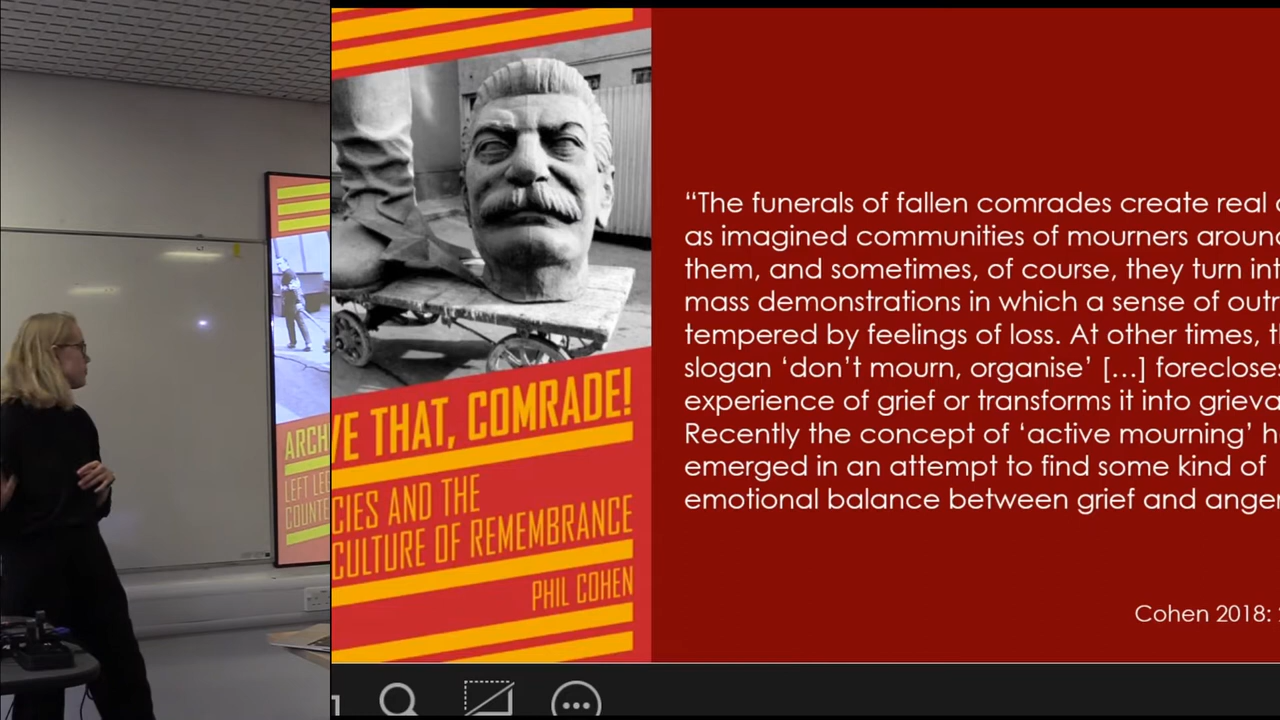 ARCH
LEFT LE
COUNTE
VE THAT, COMRADE!
CIES AND THE
CULTURE OF REMEMBRANCE
PHIL COHEN
“The funerals of fallen comrades create real
as imagined communities of mourners aroun
them, and sometimes, of course, they turn int
mass demonstrations in which a sense of outr
tempered by feelings of loss. At other times, t
slogan ‘don’t mourn, organise’ […] forecloses
experience of grief or transforms it into grieva
Recently the concept of ‘active mourning’ h
emerged in an attempt to find some kind of
emotional balance between grief and anger
Cohen 2018: